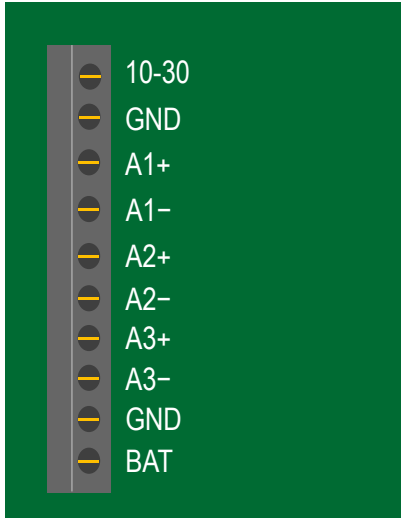 10-30
GND
A1+
A1−
A2+
A2−
A3+
A3−
GND
BAT